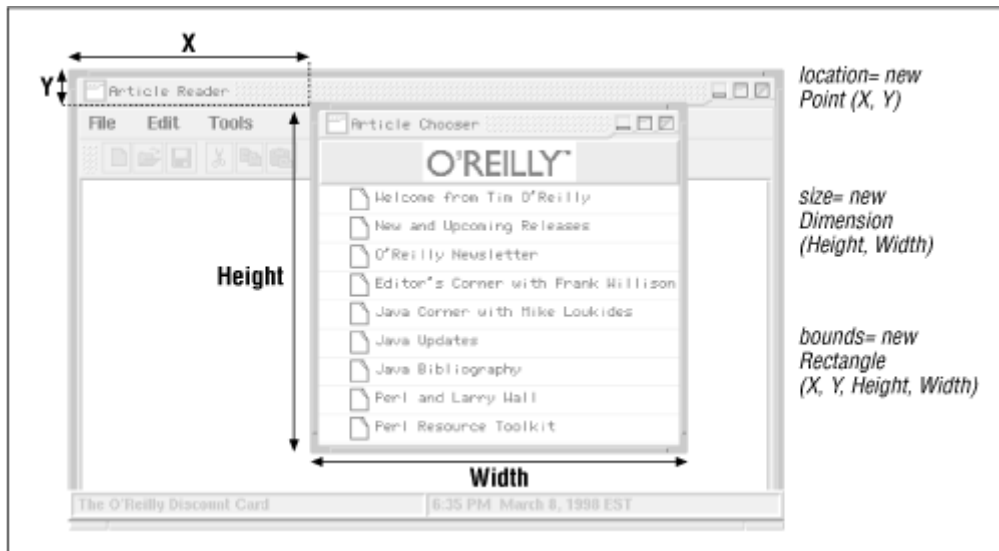 X
Y
Article Reader
File Edit Tools
Article Chooser
O'REILLY™
Welcome from Tim O'Reilly
New and Upcoming Releases
O'Reilly Newsletter
Editor's Corner with Frank Willison
Java Corner with Mike Loukides
Java Updates
Java Bibliography
Perl and Larry Wall
Perl Resource Toolkit
Height
Width
The O'Reilly Discount Card
6:35 PM March 8, 1998 EST
location= new
Point (X, Y)
size= new
Dimension
(Height, Width)
bounds= new
Rectangle
(X, Y, Height, Width)